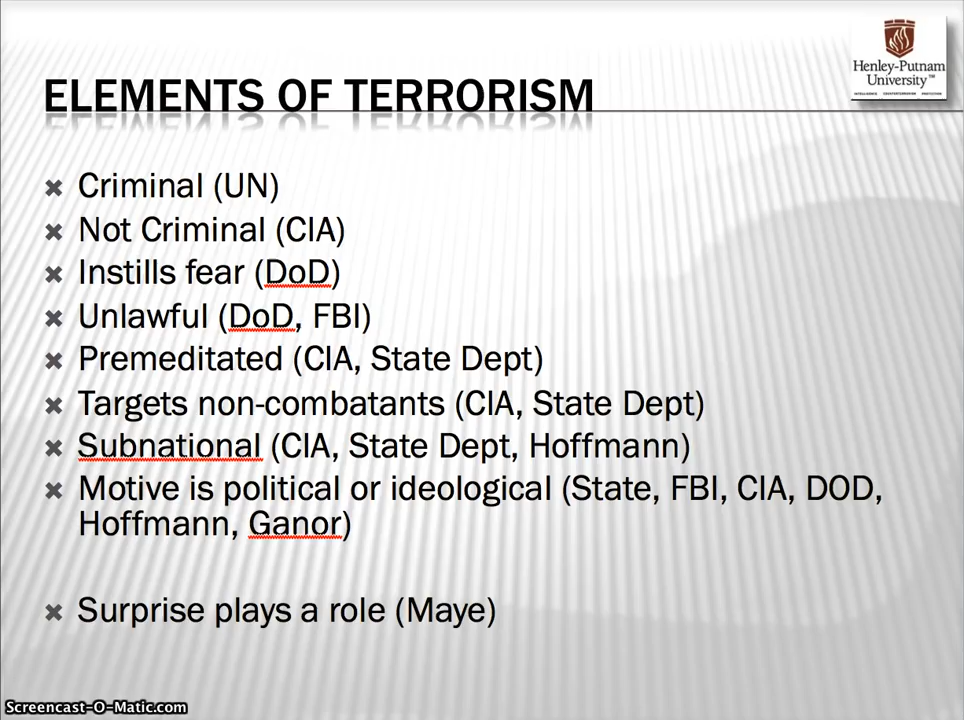 Henley-Putnam
University™
ELEMENTS OF TERRORISM
Criminal (UN)
Not Criminal (CIA)
Instills fear (DoD)
Unlawful (DoD, FBI)
Premeditated (CIA, State Dept)
Targets non-combatants (CIA, State Dept)
Subnational (CIA, State Dept, Hoffmann)
Motive is political or ideological (State, FBI, CIA, DOD,
Hoffmann, Ganor)
Surprise plays a role (Maye)
Screencast-O-Matic.com